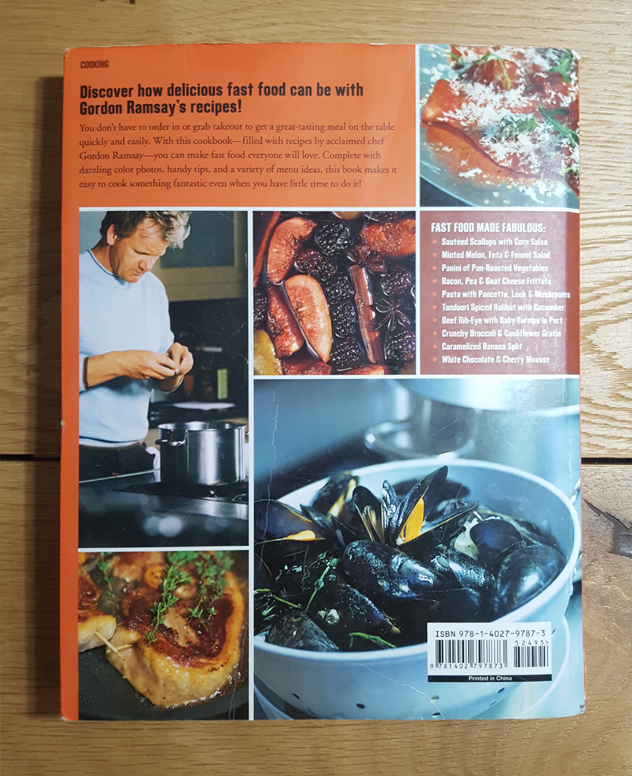 COOKING
Discover how delicious fast food can be with
Gordon Ramsay's recipes!
You don't have to order in or grab takeout to get a great-tasting meal on the table
quickly and easily. With this cookbook—filled with recipes by acclaimed chef
Gordon Ramsay—you can make fast food everyone will love. Complete with
dazzling color photos, handy tips, and a variety of menu ideas, this book makes it
easy to cook something fantastic even when you have little time to do it!
FAST FOOD MADE FABULOUS:
Sautéed Scallops with Corn Salsa
Minted Melon, Feta & Fennel Salad
Panini of Pan-Roasted Vegetables
Bacon, Pea & Goat Cheese Frittata
Pasta with Pancetta, Leek & Mushrooms
Tandoori Spiced Halibut with Cucumber
Beef Rib-Eye with Baby Turnips in Port
Crunchy Broccoli & Cauliflower Gratin
Caramelized Banana Split
White Chocolate & Cherry Mousse
ISBN 978-1-4027-9787-3
52495>
9 781402 797873
Printed in China